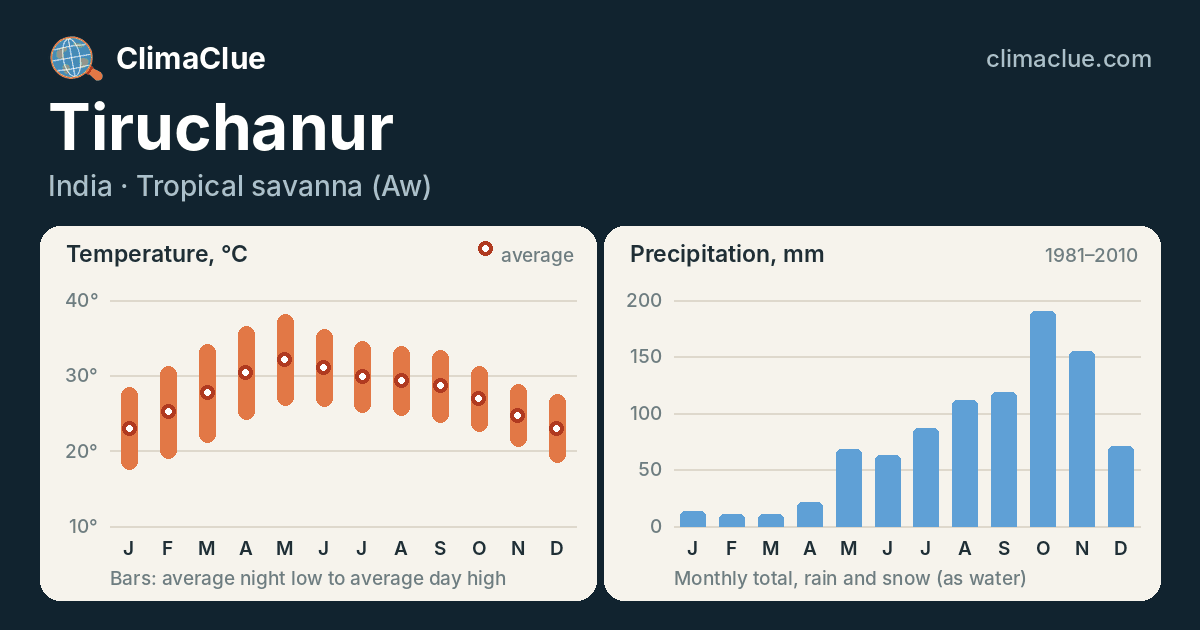 ClimaClue
climaclue.com
Tiruchanur
India · Tropical savanna (Aw)
Temperature, °C
average
40°
30°
20°
10°
J F M A M J J A S O N D
Bars: average night low to average day high
Precipitation, mm
1981–2010
200
150
100
50
0
J F M A M J J A S O N D
Monthly total, rain and snow (as water)